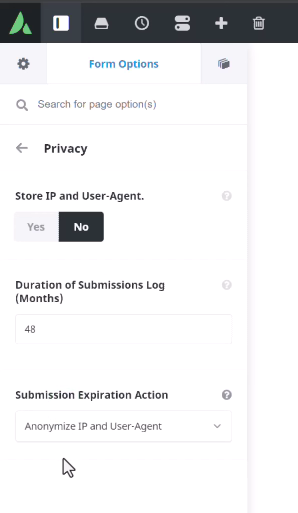 Form Options
Search for page option(s)
Privacy
Store IP and User-Agent.
Yes
No
Duration of Submissions Log
(Months)
48
Submission Expiration Action
Anonymize IP and User-Agent